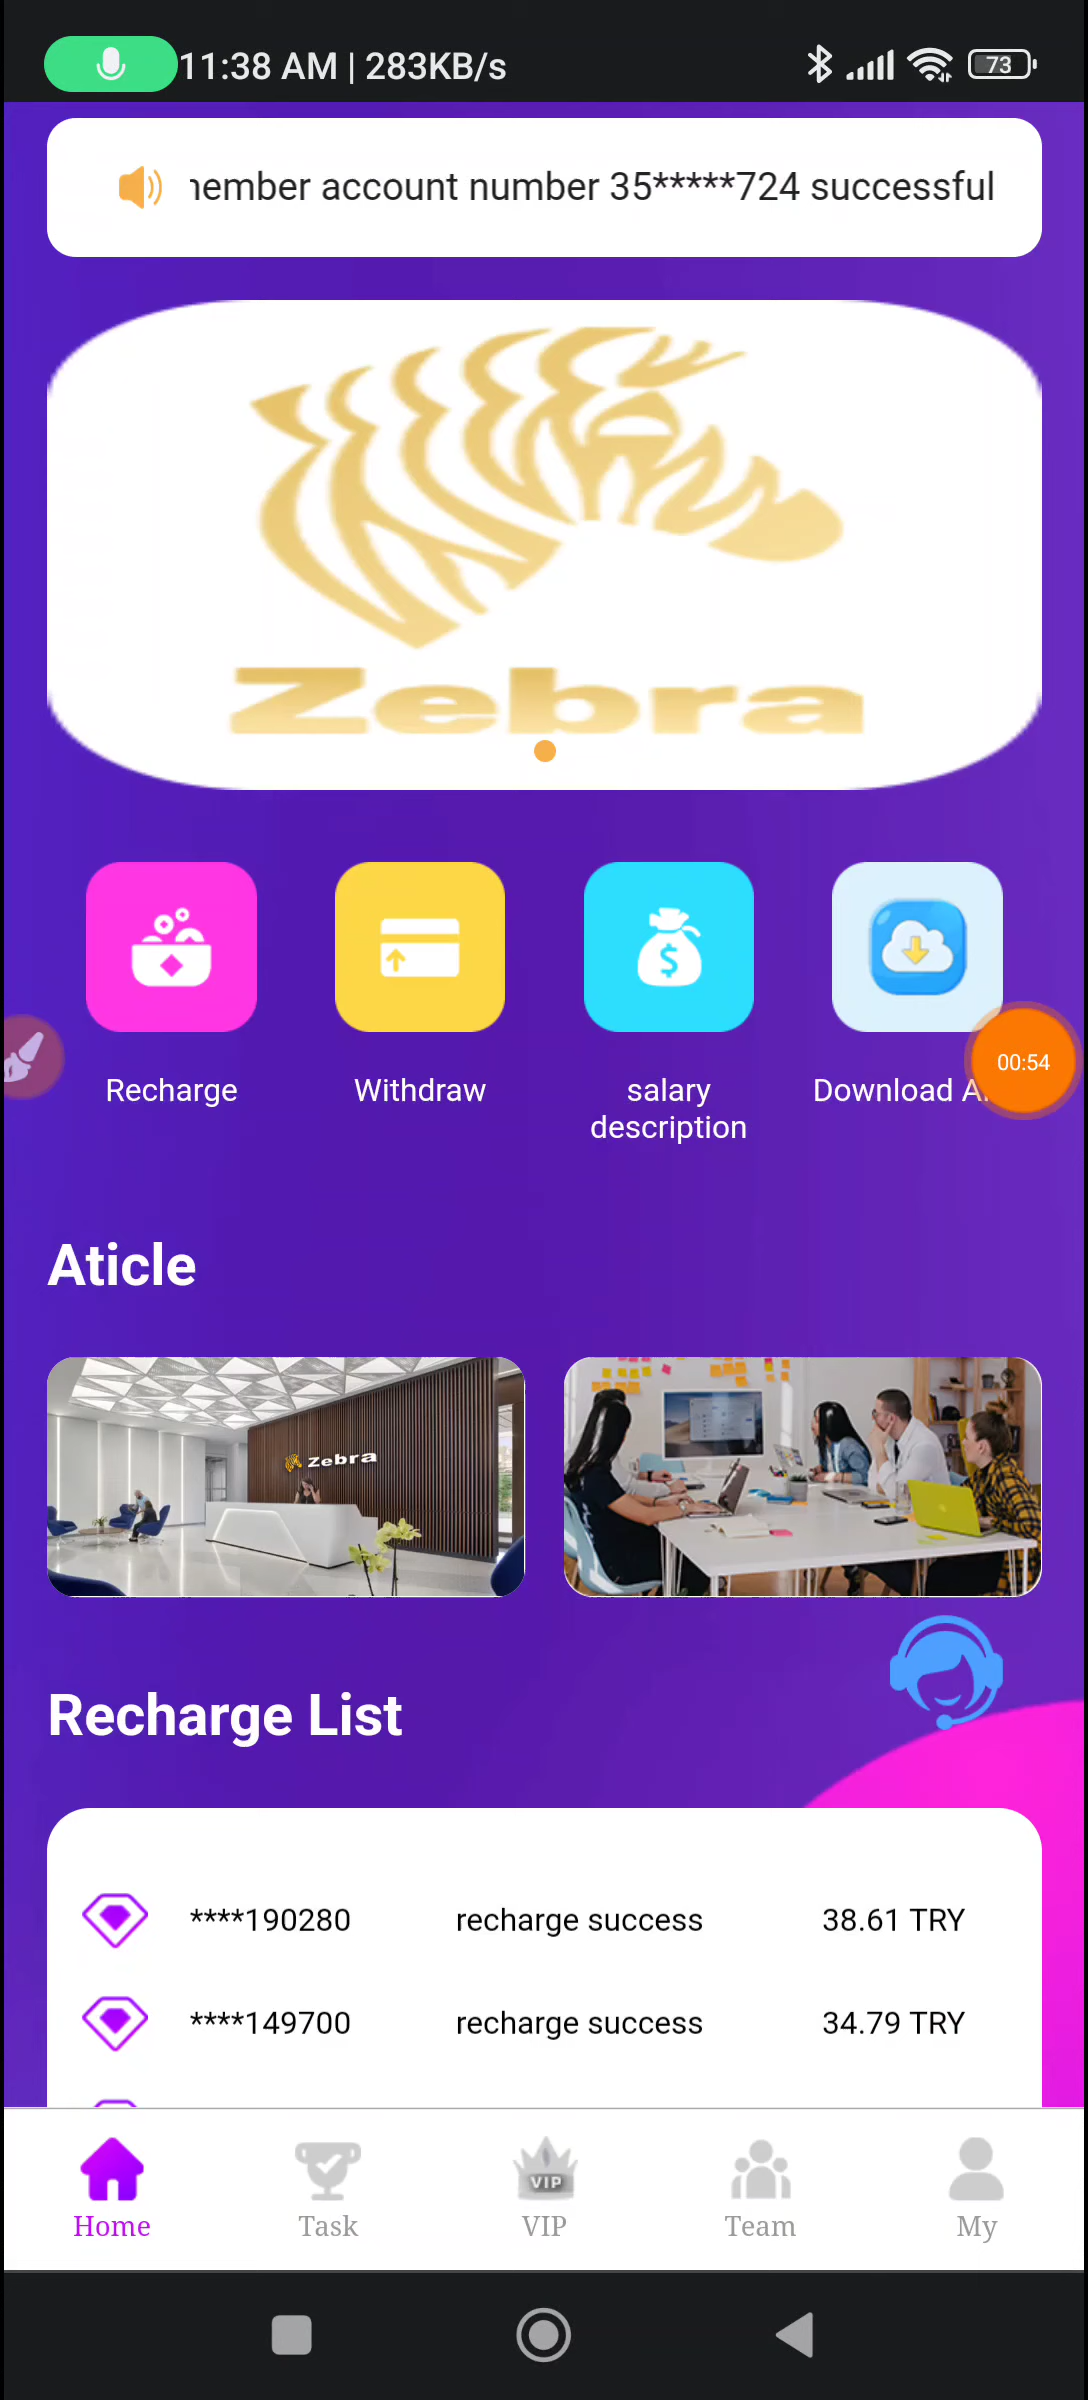 11:38 AM | 283KB/s
73
account number 35*****724 successful
Zebra
Recharge
Withdraw
salary
description
Download
00:54
Aticle
Zebra
Recharge List
****190280 recharge success 38.61 TRY
****149700 recharge success 34.79 TRY
VIP
Home
Task
VIP
Team
My